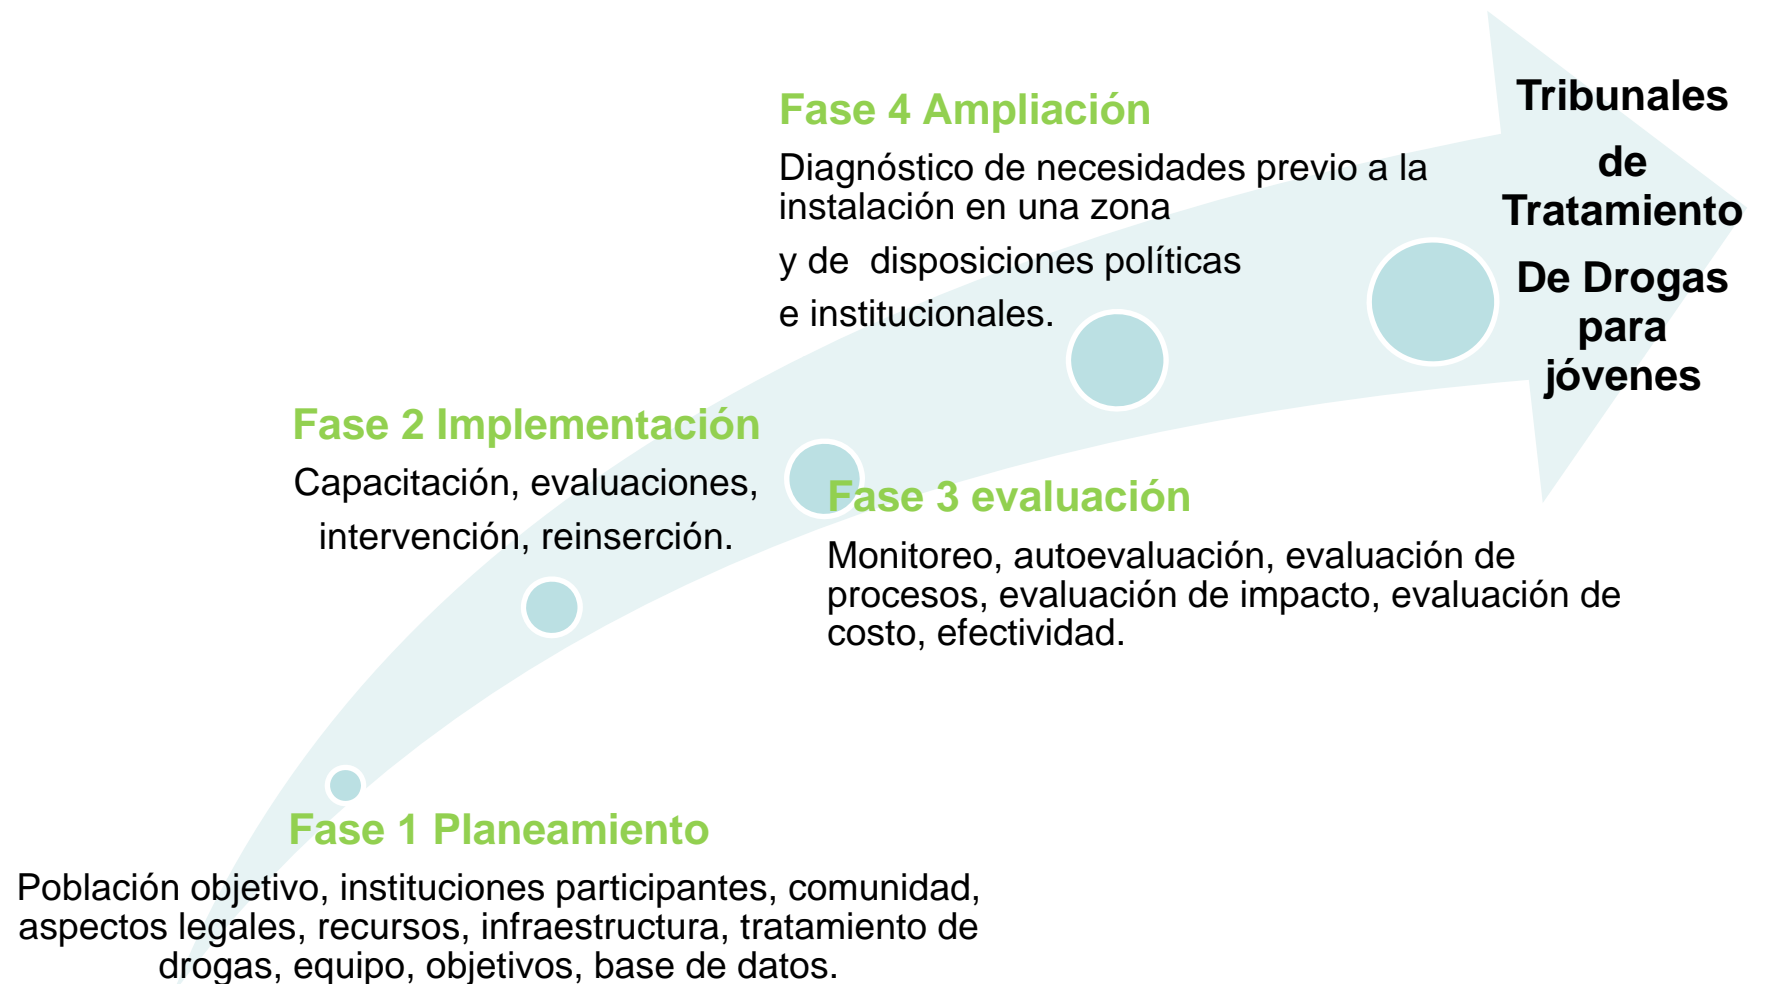 Fase 4 Ampliación
Diagnóstico de necesidades previo a la
instalación en una zona
y de  disposiciones políticas
e institucionales.
Tribunales
de
Tratamiento
De Drogas
para
jóvenes
Fase 2 Implementación
Capacitación, evaluaciones,
intervención, reinserción.
Fase 3 evaluación
Monitoreo, autoevaluación, evaluación de
procesos, evaluación de impacto, evaluación de
costo, efectividad.
Fase 1 Planeamiento
Población objetivo, instituciones participantes, comunidad,
aspectos legales, recursos, infraestructura, tratamiento de
drogas, equipo, objetivos, base de datos.